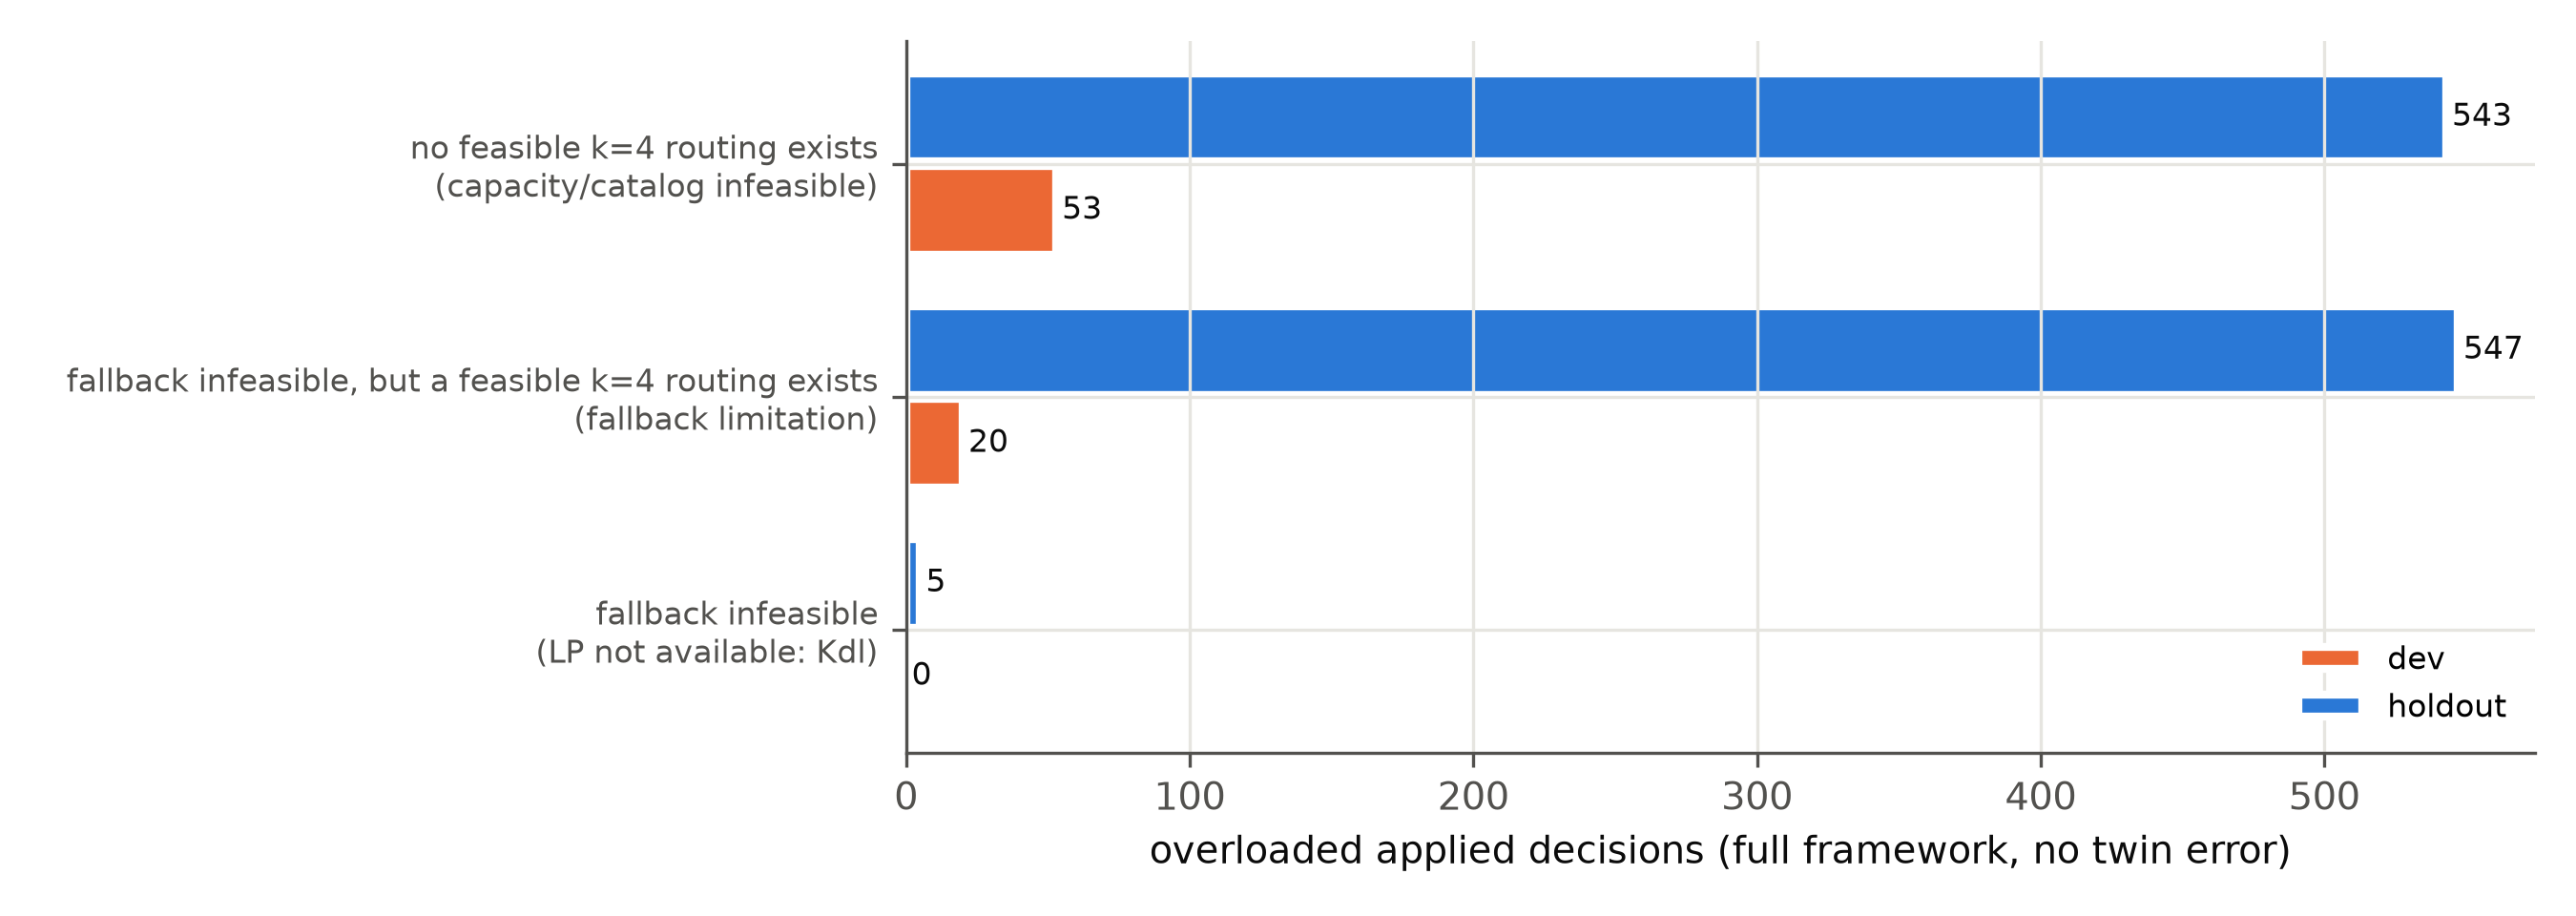 543
no feasible k=4 routing exists
(capacity/catalog infeasible)
53
547
fallback infeasible, but a feasible k=4 routing exists
(fallback limitation)
20
5
fallback infeasible
(LP not available: Kdl)
0
dev
holdout
0 100 200 300 400 500
overloaded applied decisions (full framework, no twin error)